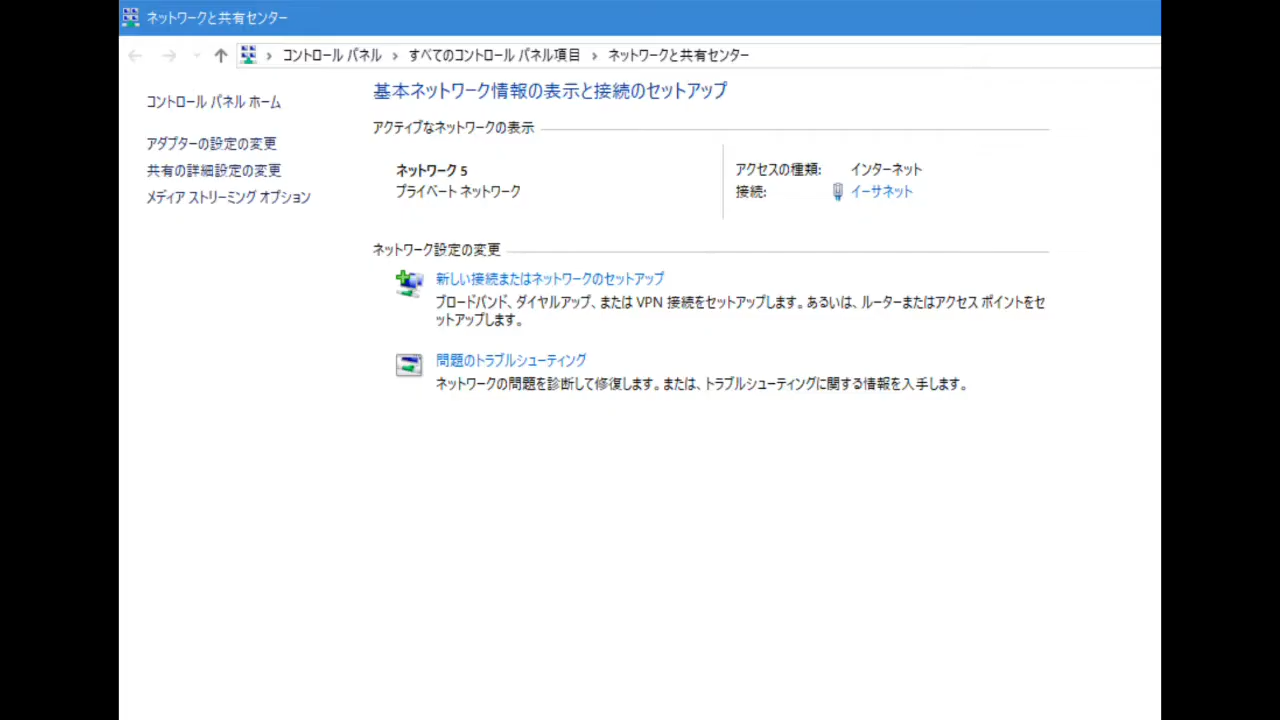 ネットワークと共有センター
コントロール パネル › すべてのコントロール パネル項目 › ネットワークと共有センター
コントロール パネル ホーム
アダプターの設定の変更
共有の詳細設定の変更
メディア ストリーミング オプション
基本ネットワーク情報の表示と接続のセットアップ
アクティブなネットワークの表示
ネットワーク 5
プライベート ネットワーク
アクセスの種類: インターネット
接続: イーサネット
ネットワーク設定の変更
新しい接続またはネットワークのセットアップ
ブロードバンド、ダイヤルアップ、または VPN 接続をセットアップします。あるいは、ルーターまたはアクセス ポイントをセ
ットアップします。
問題のトラブルシューティング
ネットワークの問題を診断して修復します。または、トラブルシューティングに関する情報を入手します。